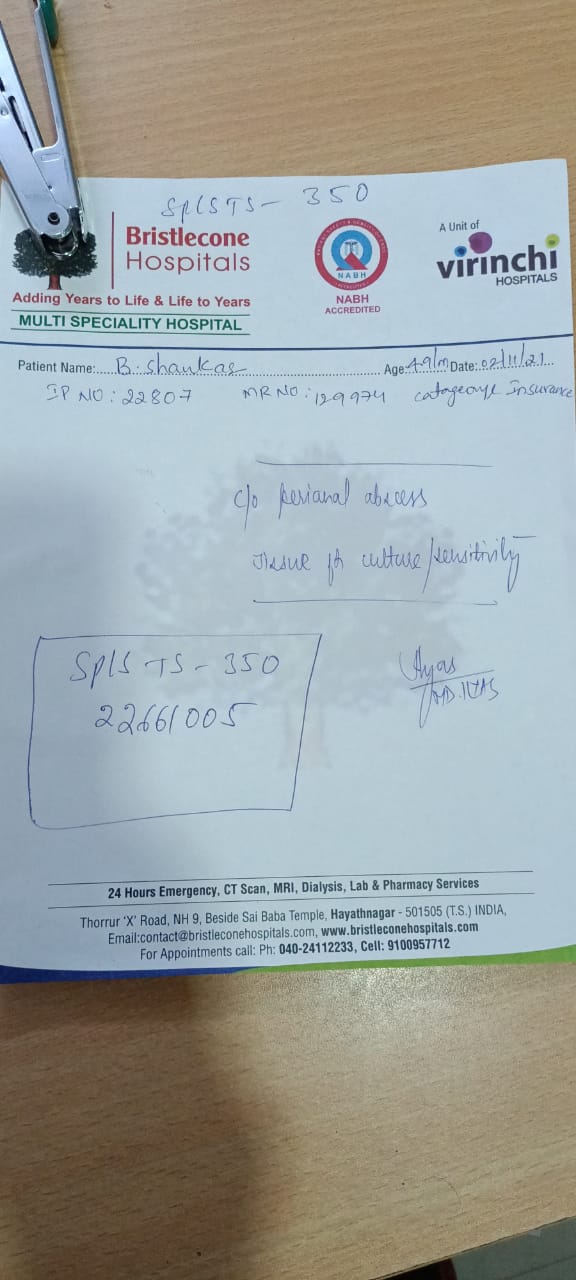 SPLSTS - 350
Bristlecone
Hospitals
Adding Years to Life & Life to Years
MULTI SPECIALITY HOSPITAL
NABH
NABH
ACCREDITED
A Unit of
virinchi
HOSPITALS
Patient Name: B. Shankar Age: 49/M Date: 02/11/21
IP NO: 22807 MR NO: 129974 Insurance
c/o perianal abscess
Tissue for culture/sensitivity
SPLS TS - 350
22661005
24 Hours Emergency, CT Scan, MRI, Dialysis, Lab & Pharmacy Services
Thorrur 'X' Road, NH 9, Beside Sai Baba Temple, Hayathnagar - 501505 (T.S.) INDIA,
Email:contact@bristleconehospitals.com, www.bristleconehospitals.com
For Appointments call: Ph: 040-24112233, Cell: 9100957712